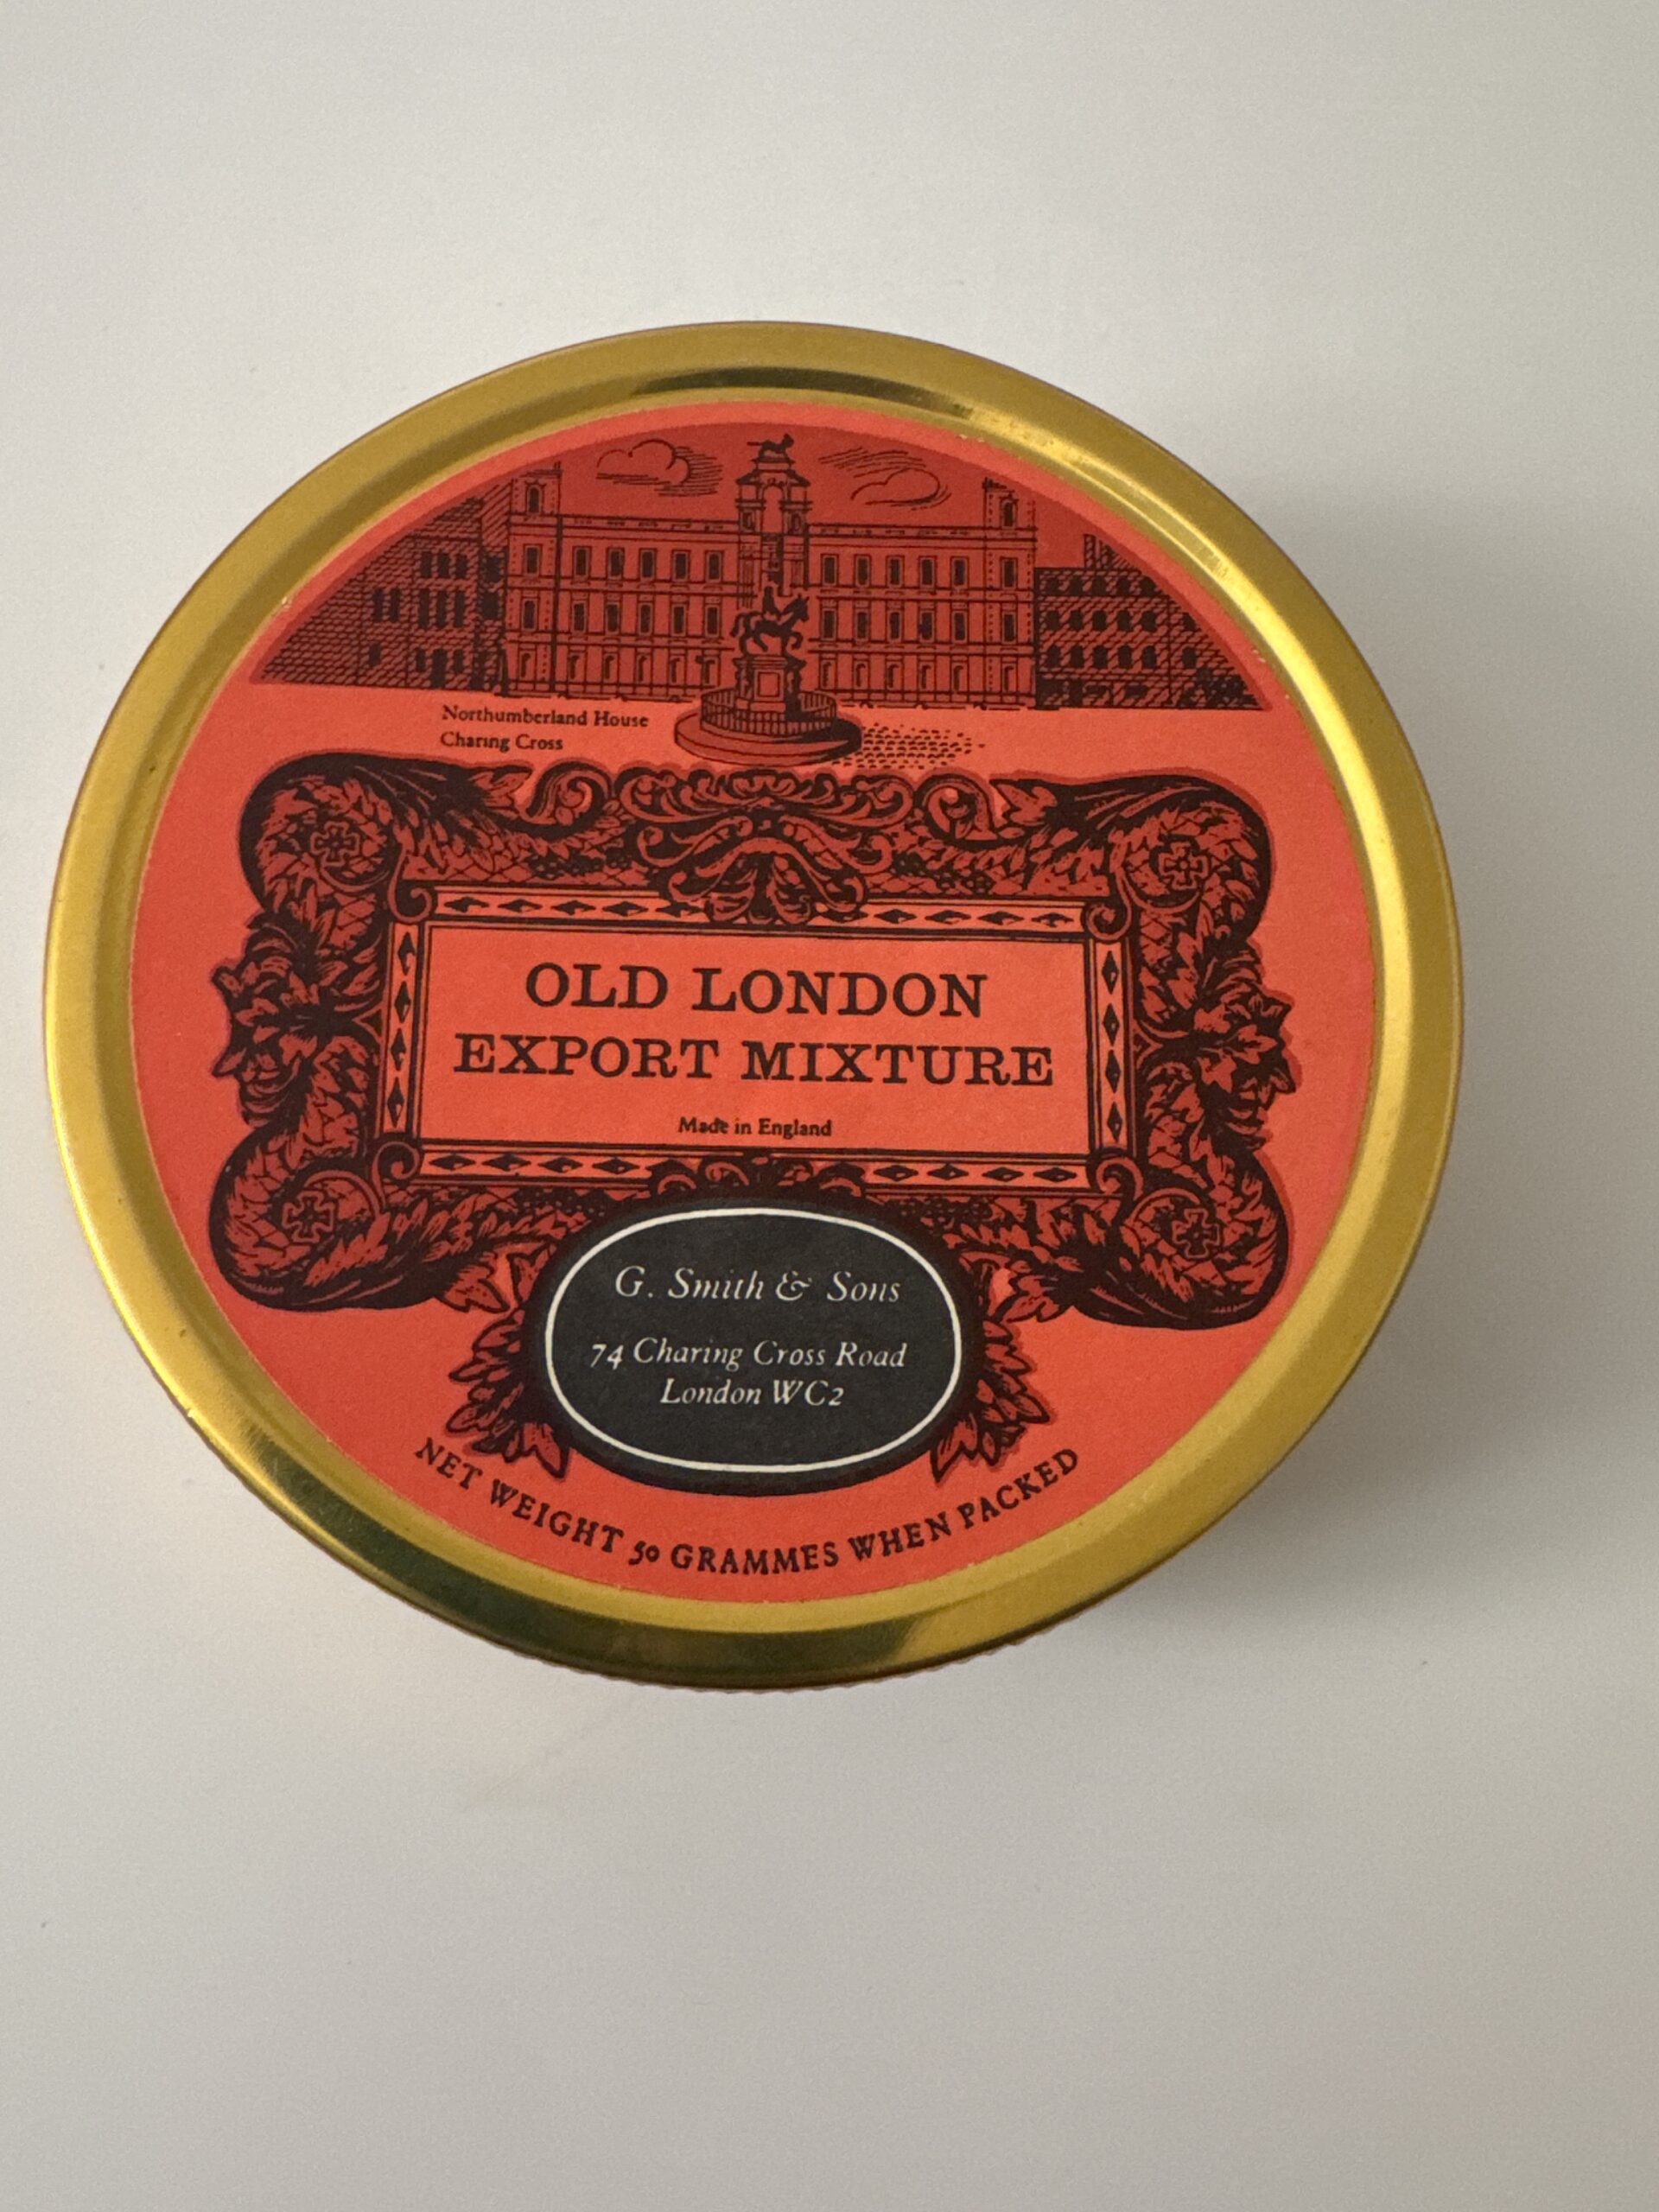 Northumberland House
Charing Cross
OLD LONDON
EXPORT MIXTURE
Made in England
G. Smith & Sons
74 Charing Cross Road
London WC2
NET WEIGHT 50 GRAMMES WHEN PACKED